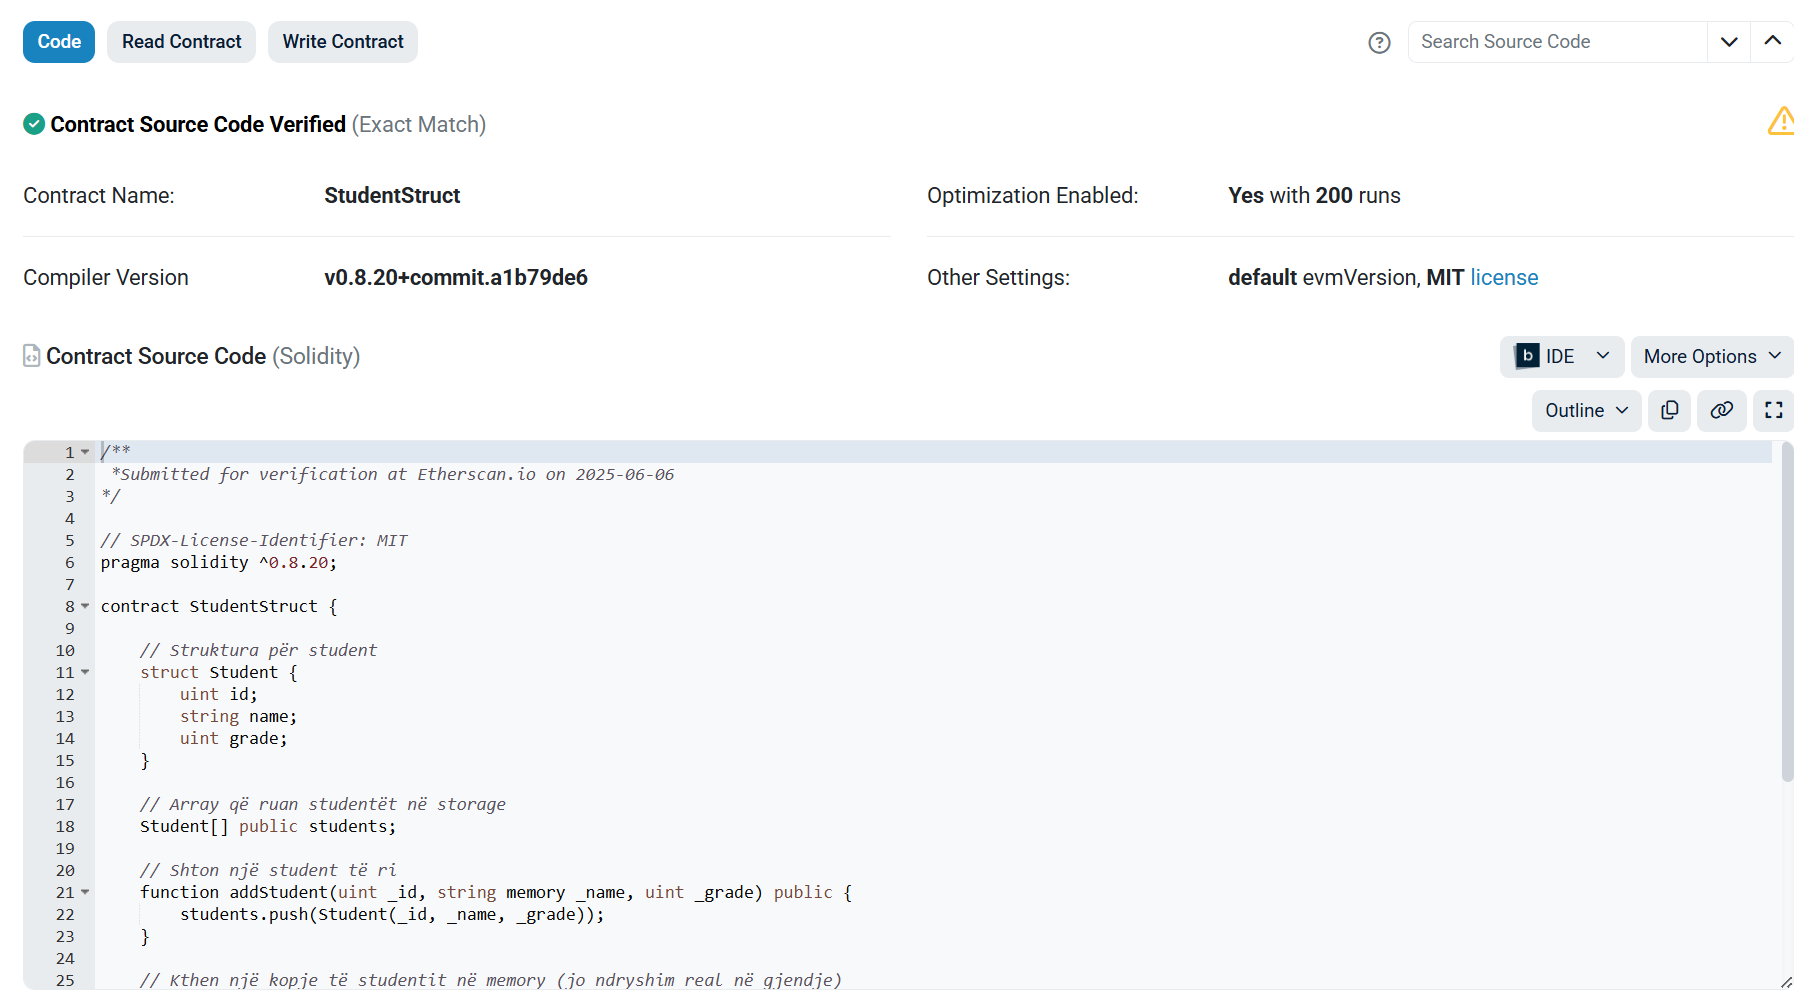 Code Read Contract Write Contract
Search Source Code
Contract Source Code Verified (Exact Match)
Contract Name: StudentStruct
Optimization Enabled: Yes with 200 runs
Compiler Version v0.8.20+commit.a1b79de6
Other Settings: default evmVersion, MIT license
Contract Source Code (Solidity)
b IDE More Options
Outline
1 /**
2  *Submitted for verification at Etherscan.io on 2025-06-06
3 */
4
5 // SPDX-License-Identifier: MIT
6 pragma solidity ^0.8.20;
7
8 contract StudentStruct {
9
10     // Struktura për student
11     struct Student {
12         uint id;
13         string name;
14         uint grade;
15     }
16
17     // Array që ruan studentët në storage
18     Student[] public students;
19
20     // Shton një student të ri
21     function addStudent(uint _id, string memory _name, uint _grade) public {
22         students.push(Student(_id, _name, _grade));
23     }
24
25     // Kthen një kopje të studentit në memory (jo ndryshim real në gjendje)